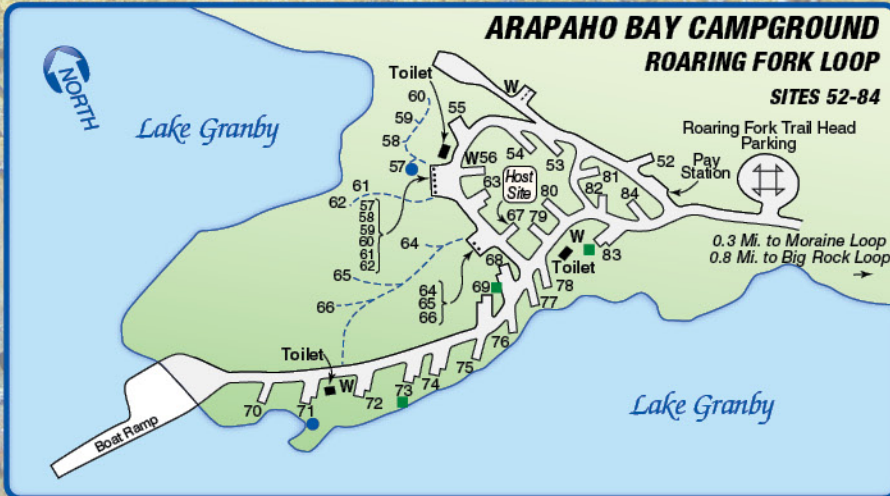 ARAPAHO BAY CAMPGROUND
ROARING FORK LOOP
SITES 52-84
NORTH
Lake Granby
Toilet
W
60
59
58
57
55
W
56
54
53
52
Roaring Fork Trail Head
Parking
Pay
Station
61
62
57
58
59
60
61
62
63
Host
Site
67
79
80
81
82
84
W
Toilet
83
78
77
0.3 Mi. to Moraine Loop
0.8 Mi. to Big Rock Loop
64
65
66
64
65
66
68
69
76
75
74
73
72
W
Toilet
71
70
Boat Ramp
Lake Granby